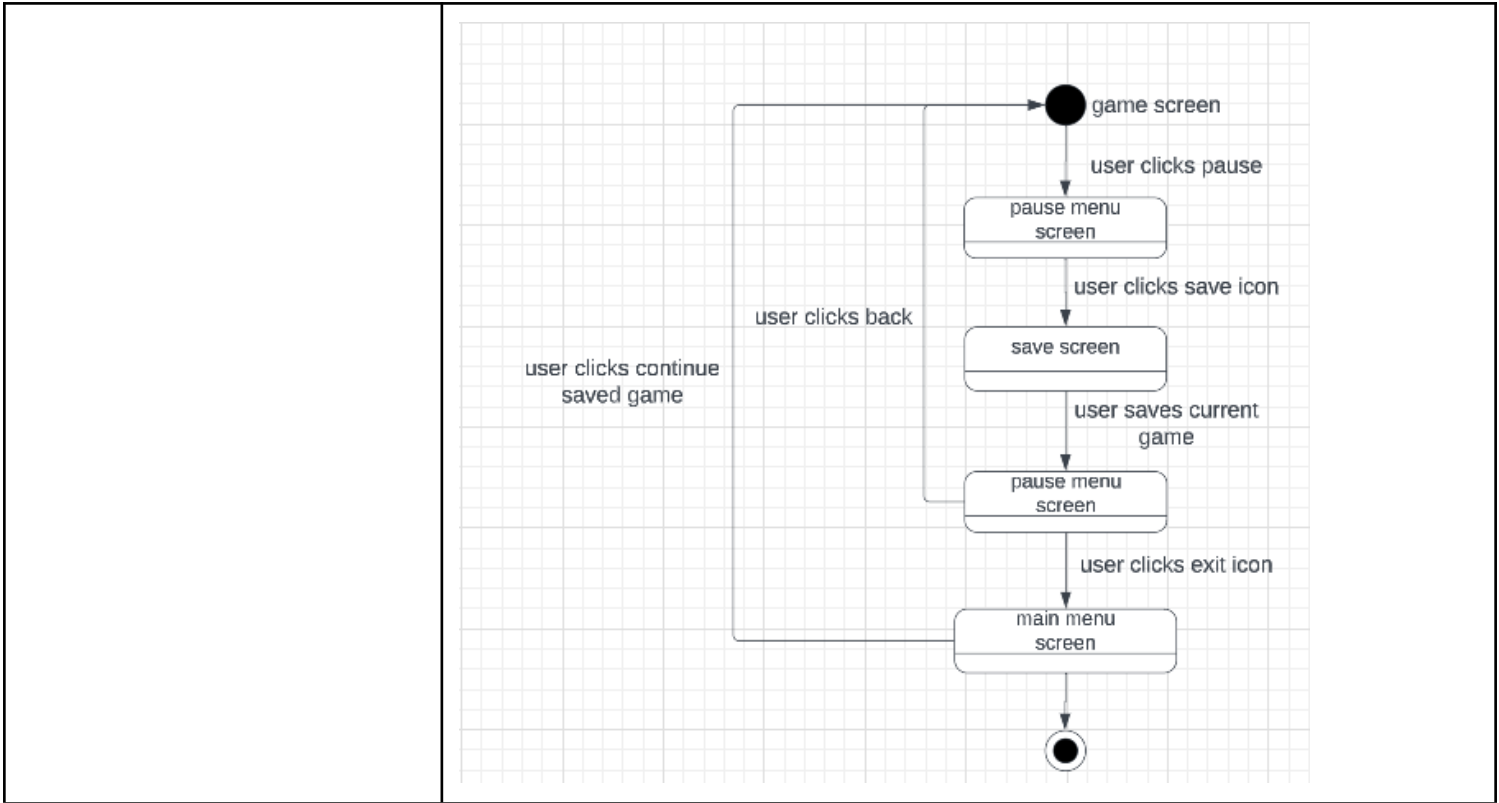 game screen
user clicks pause
pause menu
screen
user clicks save icon
user clicks back
save screen
user clicks continue
saved game
user saves current
game
pause menu
screen
user clicks exit icon
main menu
screen